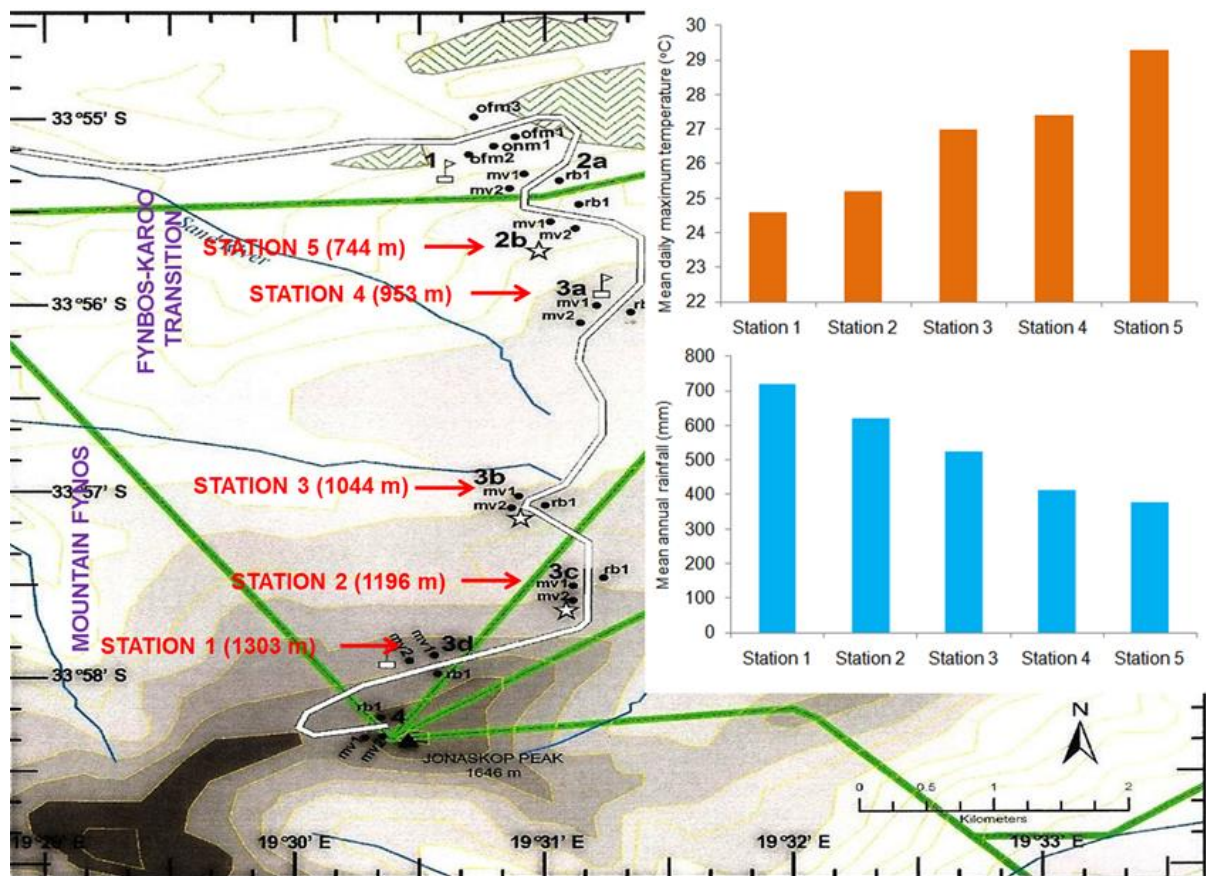 33°55' S
33°56' S
33°57' S
33°58' S
FYNBOS-KAROO
TRANSITION
MOUNTAIN FYNOS
ofm3
ofm1
onm1
ofm2
1
mv1
mv2
2a
rb1
rb1
mv1
mv2
STATION 5 (744 m)
2b
STATION 4 (953 m)
3a
mv1
mv2
STATION 3 (1044 m)
3b
mv1
mv2
rb1
STATION 2 (1196 m)
3c
mv1
mv2
rb1
STATION 1 (1303 m)
mv2
mv1
3d
rb1
rb1
4
mv1
mv2
JONASKOP PEAK
1646 m
19°29' E
19°30' E
19°31' E
19°32' E
19°33' E
N
0 0.5 1 2
Kilometers
Mean daily maximum temperature (°C)
30
29
28
27
26
25
24
23
22
Station 1 Station 2 Station 3 Station 4 Station 5
Mean annual rainfall (mm)
800
700
600
500
400
300
200
100
0
Station 1 Station 2 Station 3 Station 4 Station 5